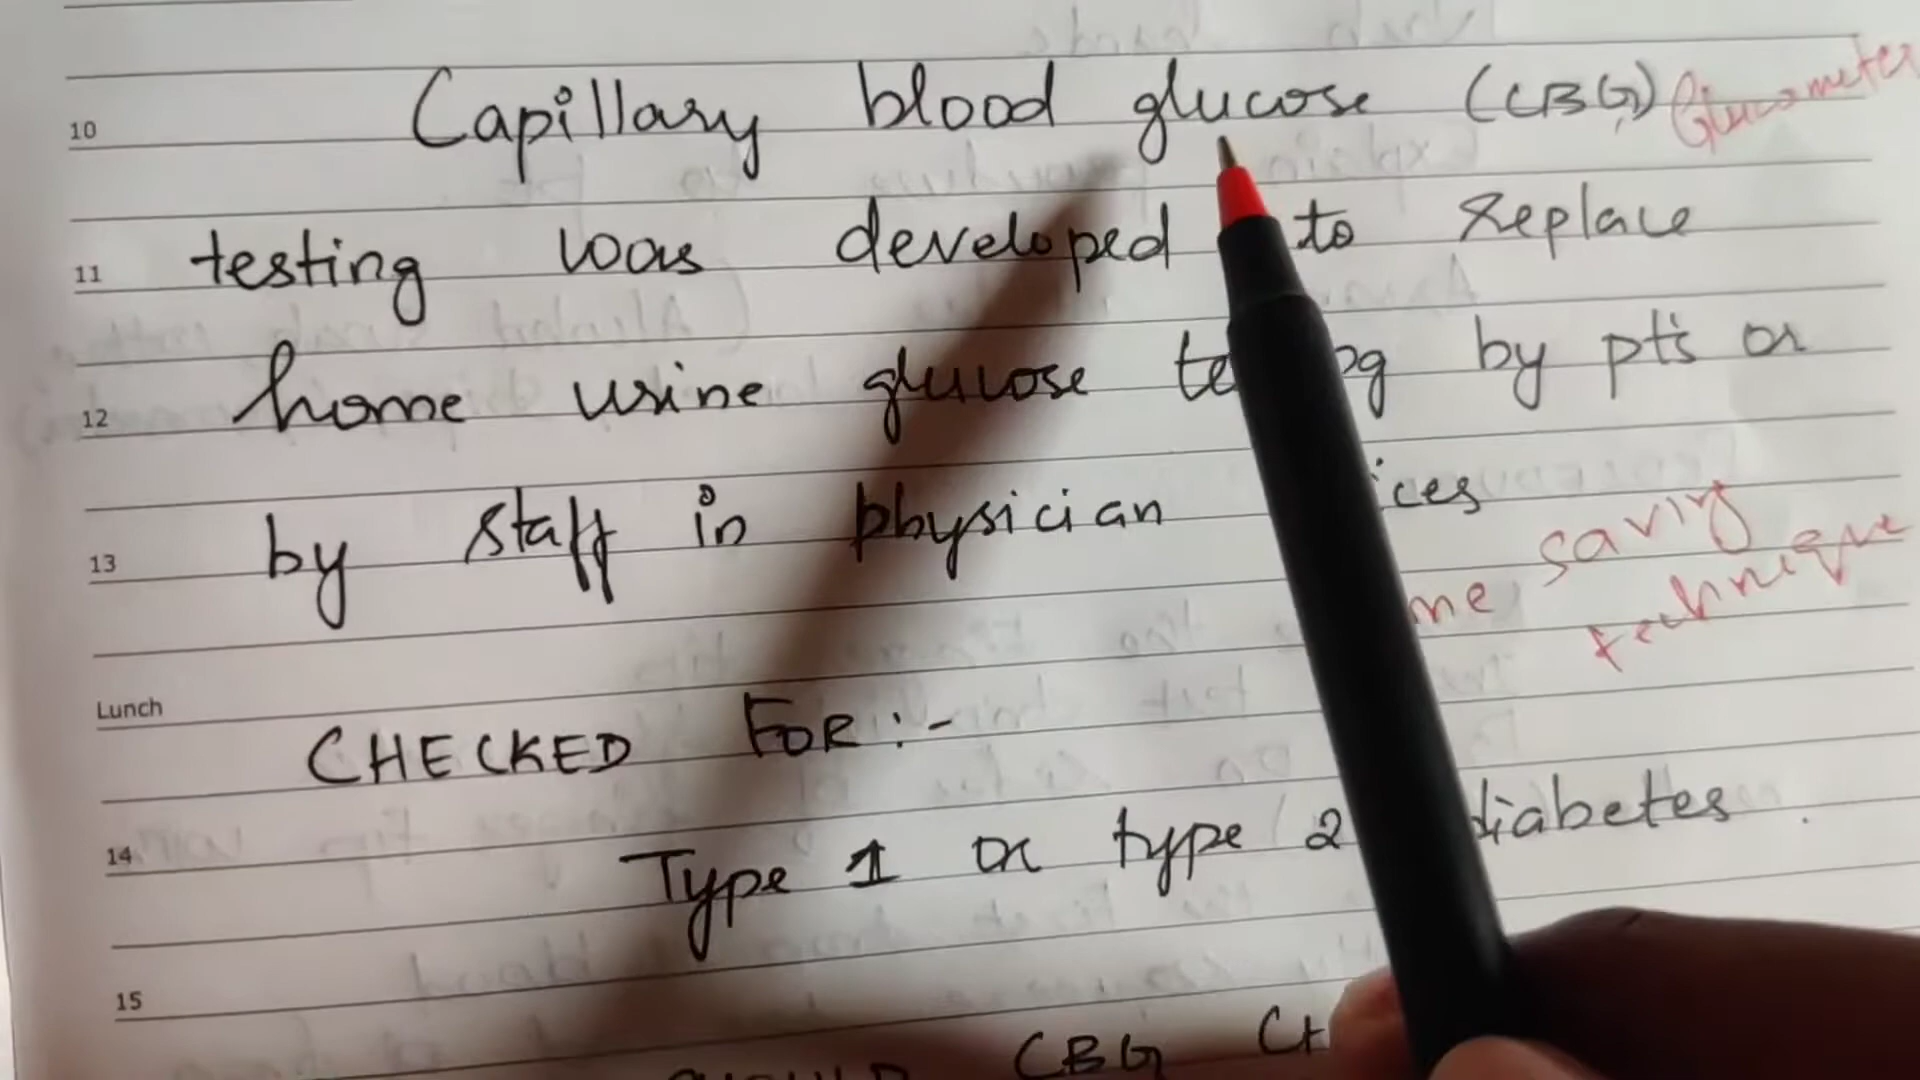 10 Capillary blood glucose (CBG) Glucometer
11 testing was developed to replace
12 home urine glucose by pt's or
13 by staff in physician
saving
technique
Lunch
CHECKED FOR:-
14 Type 1 or type 2 diabetes.
15
CBG